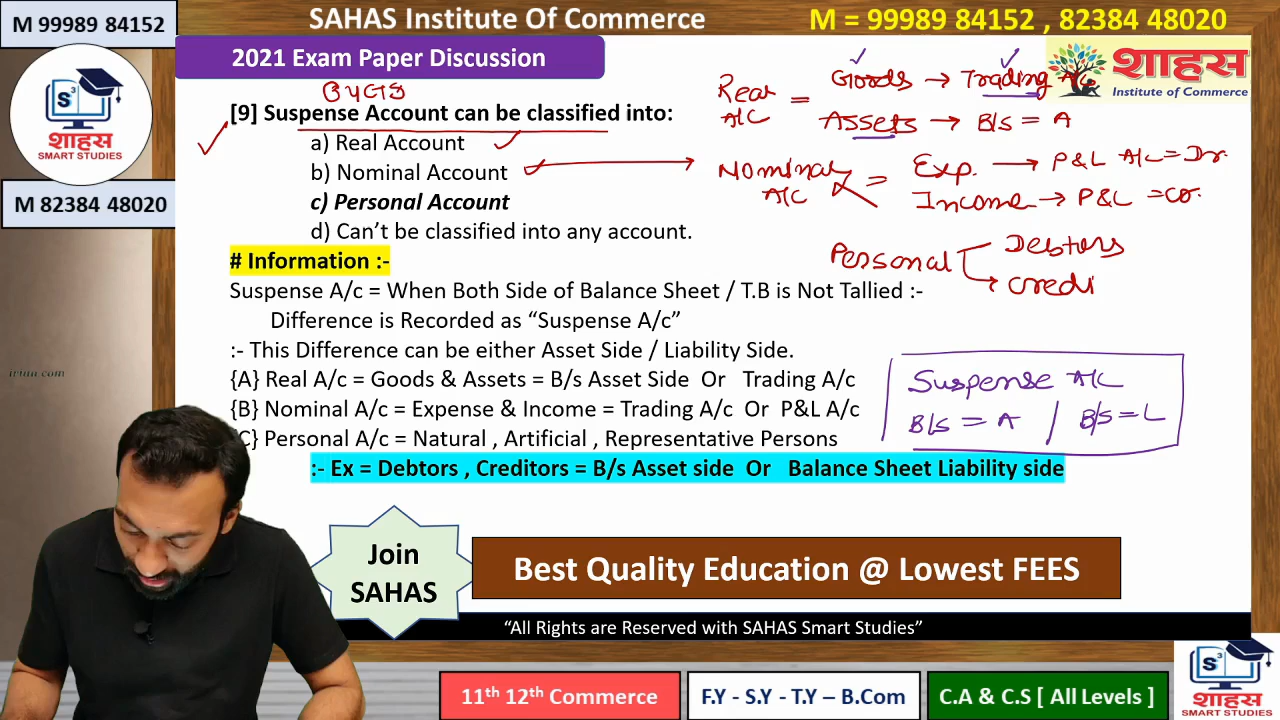 M 99989 84152
SAHAS Institute Of Commerce
M = 99989 84152 , 82384 48020
2021 Exam Paper Discussion
S³
शाहस
SMART STUDIES
M 82384 48020
शाहस
Institute of Commerce
[9] Suspense Account can be classified into:
a) Real Account
b) Nominal Account
c) Personal Account
d) Can’t be classified into any account.
# Information :-
Suspense A/c = When Both Side of Balance Sheet / T.B is Not Tallied :-
Difference is Recorded as “Suspense A/c”
:- This Difference can be either Asset Side / Liability Side.
{A} Real A/c = Goods & Assets = B/s Asset Side Or Trading A/c
{B} Nominal A/c = Expense & Income = Trading A/c Or P&L A/c
C} Personal A/c = Natural , Artificial , Representative Persons
:- Ex = Debtors , Creditors = B/s Asset side Or Balance Sheet Liability side
Real A/C = Goods → Trading A/c
Assets → B/s = A
Nominal A/C = Exp. → P&L A/c = Dr.
Income → P&L = Cr.
Personal Debtors
→ Credi
Suspense A/C
B/s = A / B/s = L
Join
SAHAS
Best Quality Education @ Lowest FEES
“All Rights are Reserved with SAHAS Smart Studies”
11th 12th Commerce
F.Y - S.Y - T.Y – B.Com
C.A & C.S [ All Levels ]
S³
शाहस
SMART STUDIES